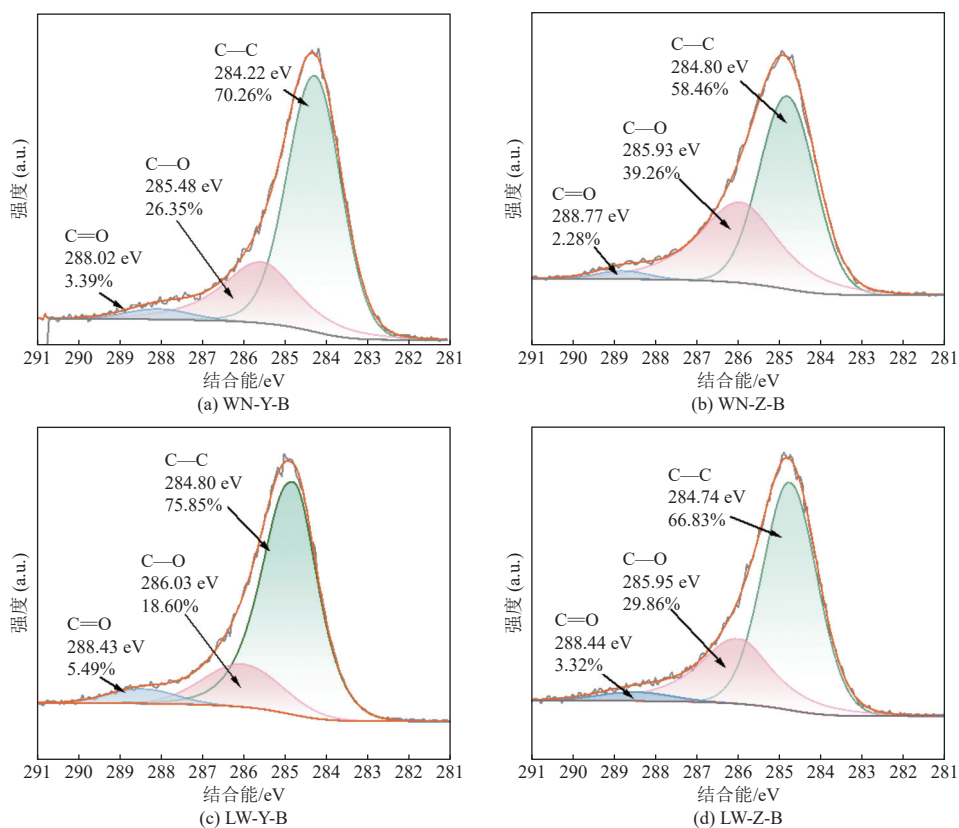 C—C
284.22 eV
70.26%
C—O
285.48 eV
26.35%
C=O
288.02 eV
3.39%
强度 (a.u.)
291 290 289 288 287 286 285 284 283 282 281
结合能/eV
(a) WN-Y-B
C—C
284.80 eV
58.46%
C—O
285.93 eV
39.26%
C=O
288.77 eV
2.28%
强度 (a.u.)
291 290 289 288 287 286 285 284 283 282 281
结合能/eV
(b) WN-Z-B
C—C
284.80 eV
75.85%
C—O
286.03 eV
18.60%
C=O
288.43 eV
5.49%
强度 (a.u.)
291 290 289 288 287 286 285 284 283 282 281
结合能/eV
(c) LW-Y-B
C—C
284.74 eV
66.83%
C—O
285.95 eV
29.86%
C=O
288.44 eV
3.32%
强度 (a.u.)
291 290 289 288 287 286 285 284 283 282 281
结合能/eV
(d) LW-Z-B